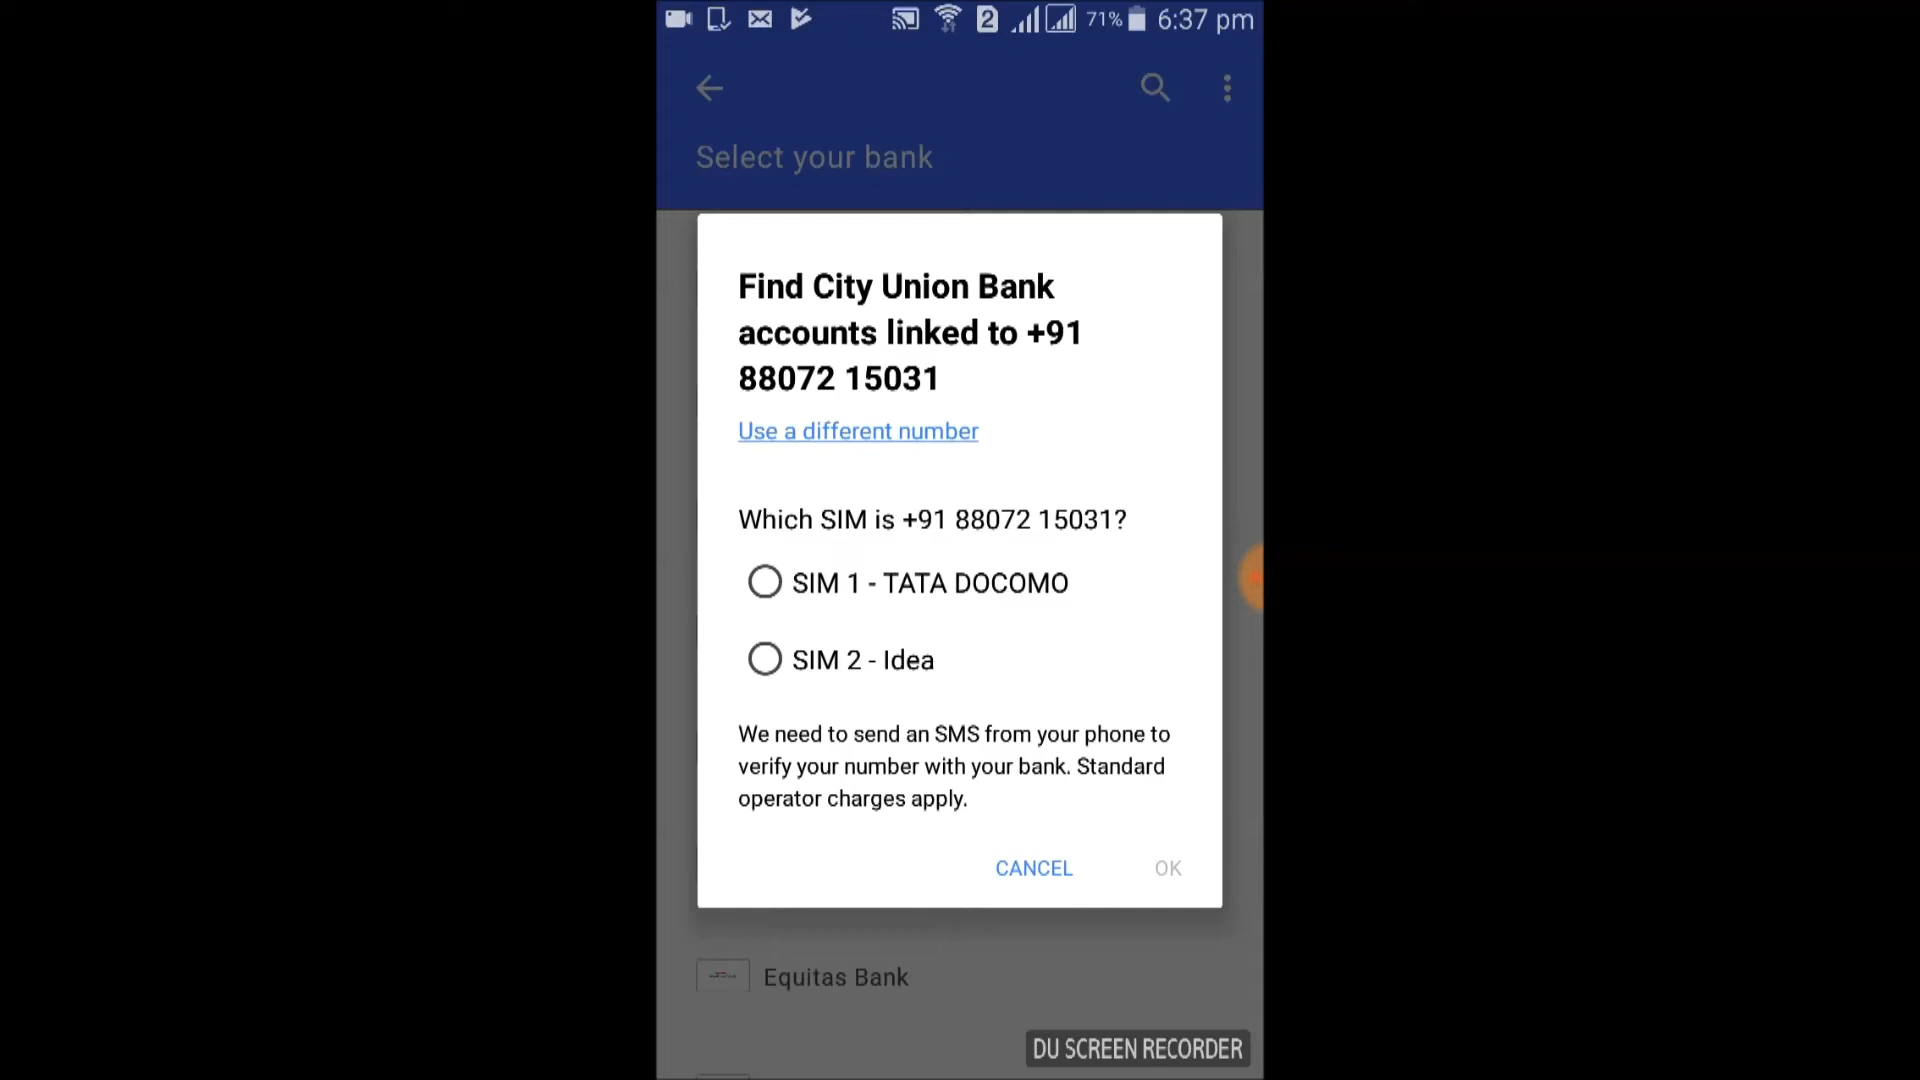 2 71% 6:37 pm
Select your bank
Find City Union Bank
accounts linked to +91
88072 15031
Use a different number
Which SIM is +91 88072 15031?
SIM 1 - TATA DOCOMO
SIM 2 - Idea
We need to send an SMS from your phone to
verify your number with your bank. Standard
operator charges apply.
CANCEL OK
Equitas Bank
DU SCREEN RECORDER